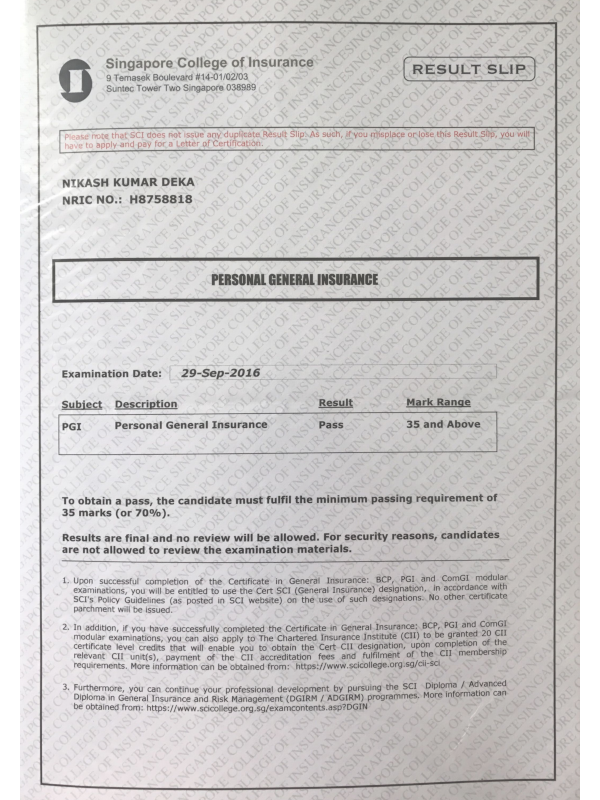 Singapore College of Insurance
9 Temasek Boulevard #14-01/02/03
Suntec Tower Two Singapore 038989
RESULT SLIP
Please note that SCI does not issue any duplicate Result Slip. As such, if you misplace or lose this Result Slip, you will
have to apply and pay for a Letter of Certification.
NIKASH KUMAR DEKA
NRIC NO.: H8758818
PERSONAL GENERAL INSURANCE
Examination Date: 29-Sep-2016
Subject Description Result Mark Range
PGI Personal General Insurance Pass 35 and Above
To obtain a pass, the candidate must fulfil the minimum passing requirement of
35 marks (or 70%).
Results are final and no review will be allowed. For security reasons, candidates
are not allowed to review the examination materials.
1. Upon successful completion of the Certificate in General Insurance: BCP, PGI and ComGI modular
examinations, you will be entitled to use the Cert SCI (General Insurance) designation, in accordance with
SCI's Policy Guidelines (as posted in SCI website) on the use of such designations. No other certificate
parchment will be issued.
2. In addition, if you have successfully completed the Certificate in General Insurance: BCP, PGI and ComGI
modular examinations, you can also apply to The Chartered Insurance Institute (CII) to be granted 20 CII
certificate level credits that will enable you to obtain the Cert CII designation, upon completion of the
relevant CII unit(s), payment of the CII accreditation fees and fulfilment of the CII membership
requirements. More information can be obtained from: https://www.scicollege.org.sg/cii-sci
3. Furthermore, you can continue your professional development by pursuing the SCI Diploma / Advanced
Diploma in General Insurance and Risk Management (DGIRM / ADGIRM) programmes. More information can
be obtained from: https://www.scicollege.org.sg/examcontents.asp?DGIN